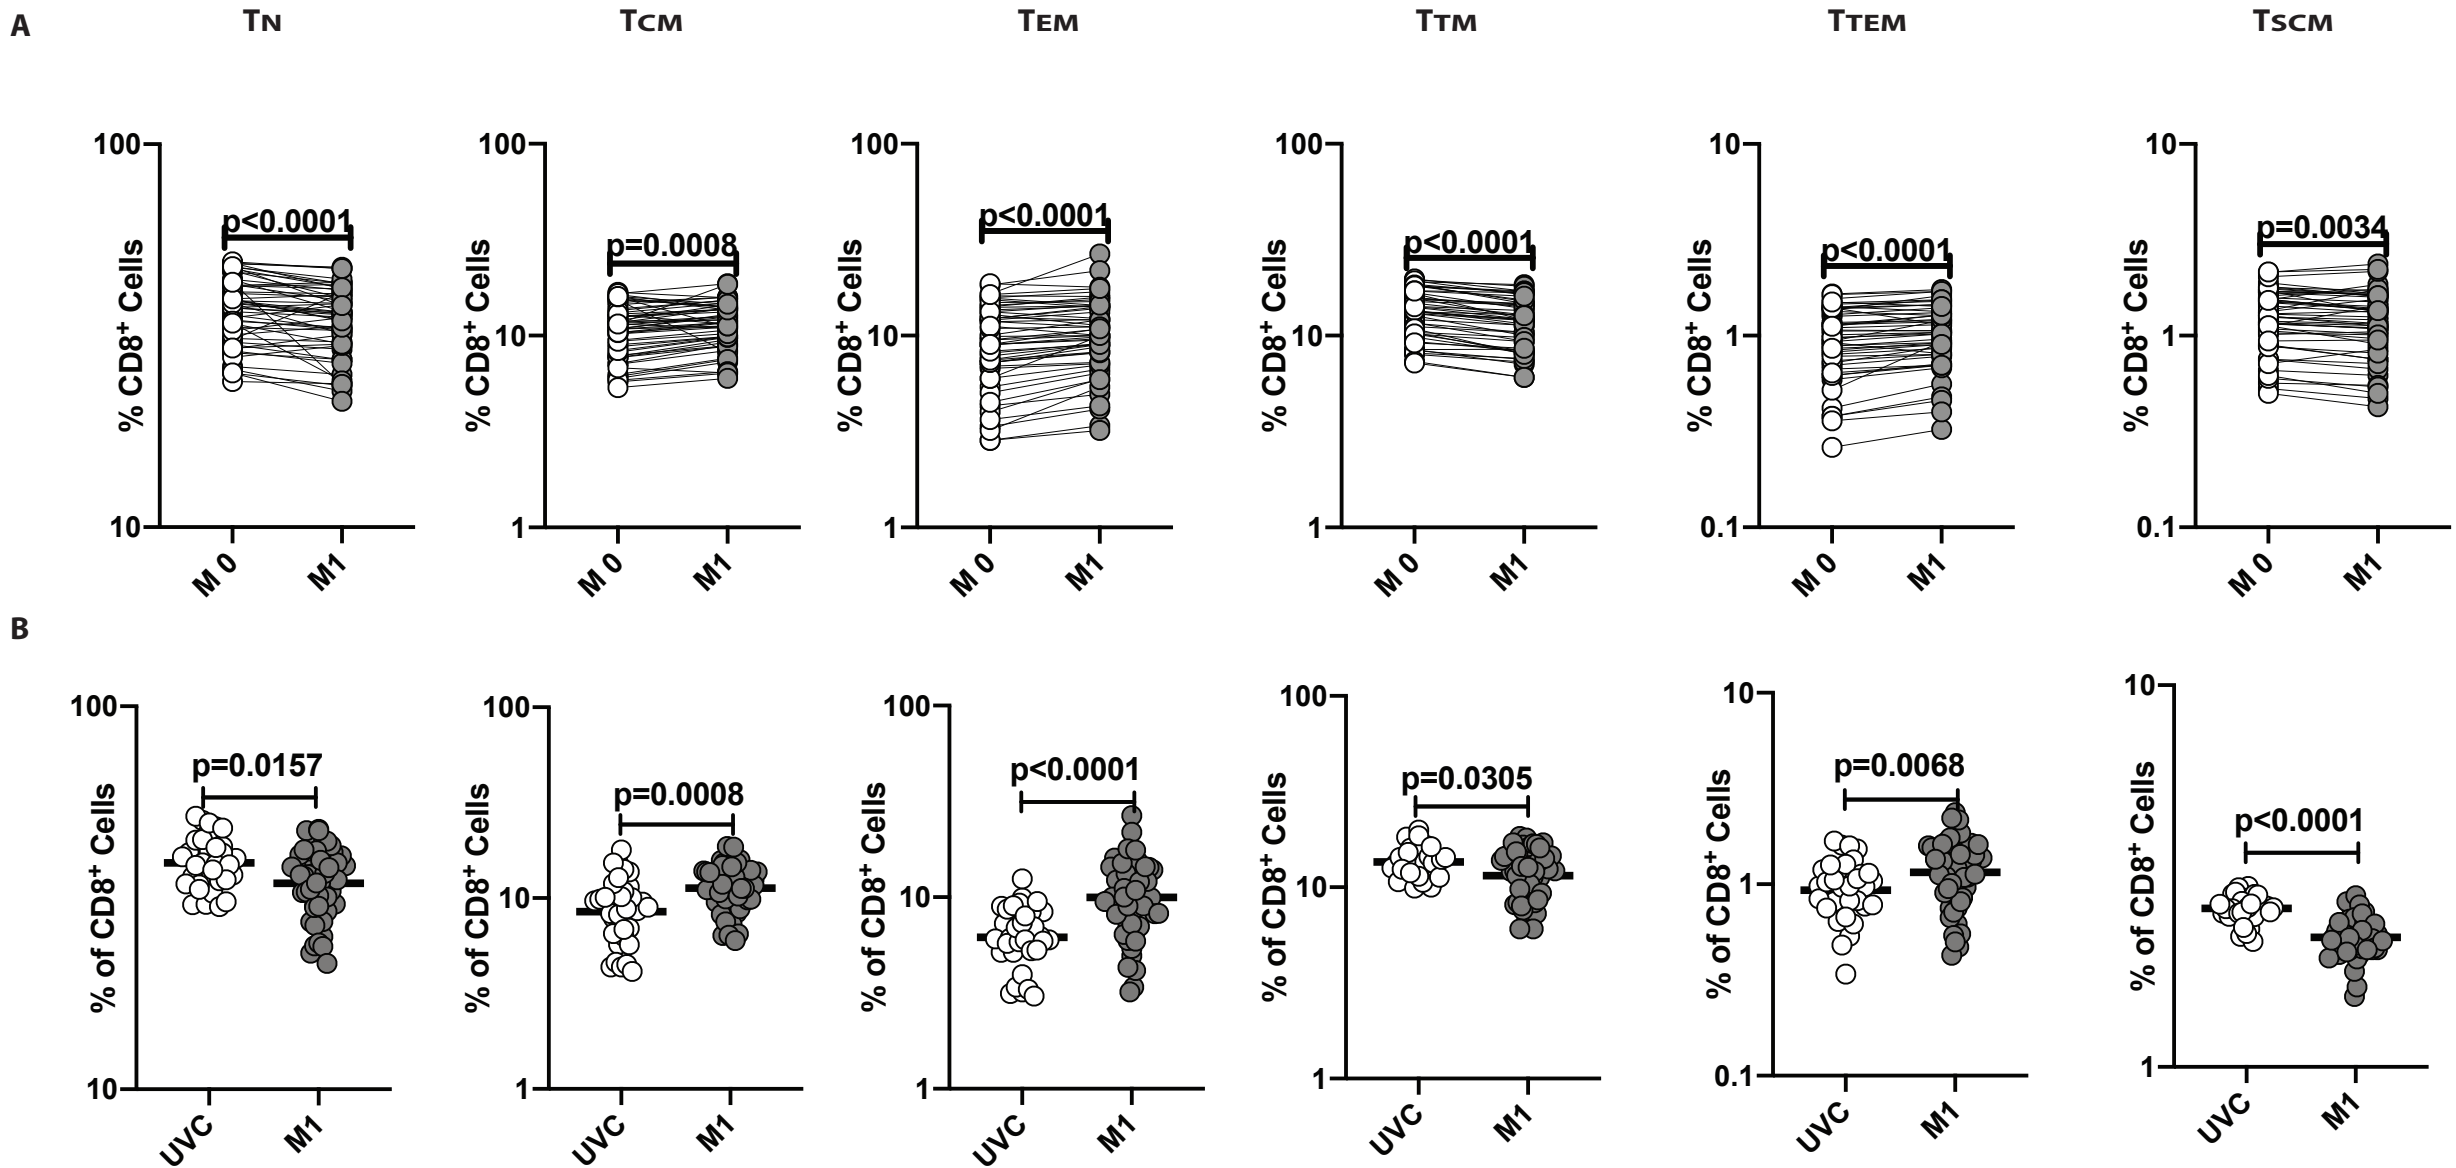 A
TN TCM TEM TTM TTEM TSCM
100 100 100 100 10 10
p<0.0001 p=0.0008 p<0.0001 p<0.0001 p<0.0001 p=0.0034
% CD8+ Cells % CD8+ Cells % CD8+ Cells % CD8+ Cells % CD8+ Cells % CD8+ Cells
10 10 10 1 1
10 1 1 1 0.1 0.1
M 0 M1 M 0 M1 M 0 M1 M 0 M1 M 0 M1 M 0 M1
B
100 100 100 100 10 10
p=0.0157 p=0.0008 p<0.0001 p=0.0305 p=0.0068 p<0.0001
% of CD8+ Cells % of CD8+ Cells % of CD8+ Cells % of CD8+ Cells % of CD8+ Cells % of CD8+ Cells
10 10 10 1
10 1 1 1 0.1 1
UVC M1 UVC M1 UVC M1 UVC M1 UVC M1 UVC M1